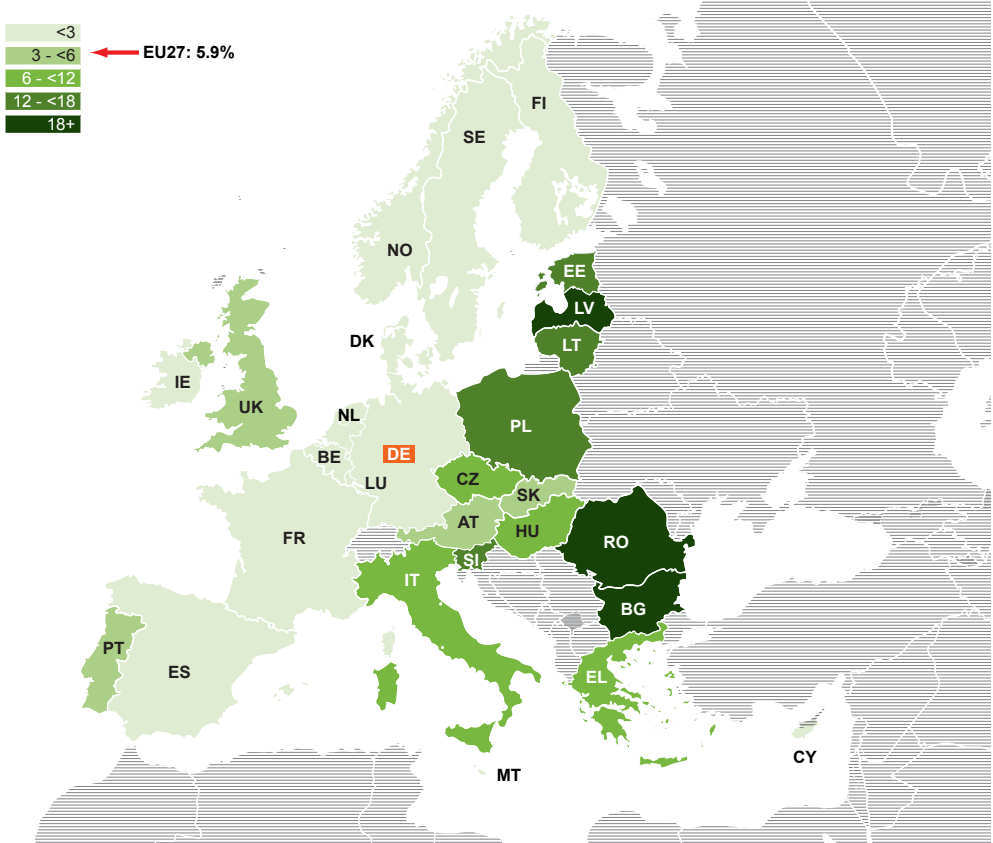 <3
3 - <6
EU27: 5.9%
6 - <12
12 - <18
18+
FI
SE
NO
EE
LV
DK
LT
IE
UK
NL
PL
BE
DE
LU
CZ
SK
AT
HU
FR
RO
SI
IT
BG
PT
ES
EL
CY
MT